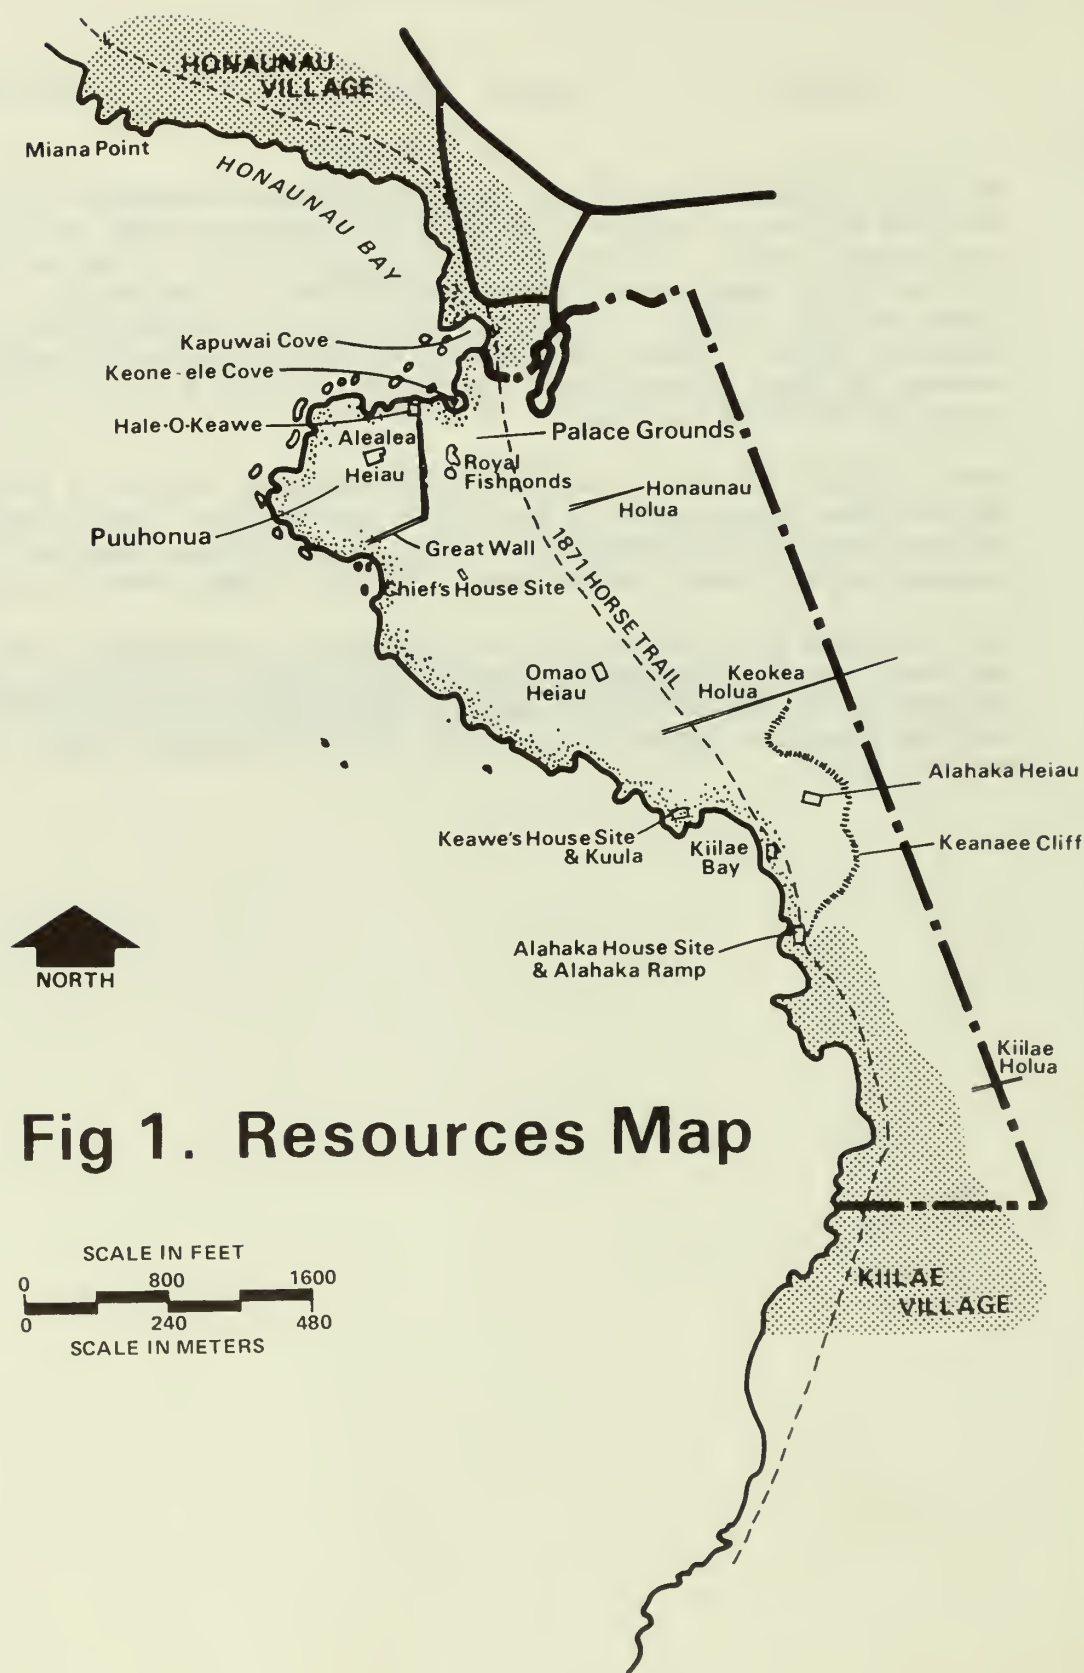 HONAUNAU
VILLAGE
Miana Point
HONAUNAU BAY
Kapuwai Cove
Keone-ele Cove
Hale-O-Keawe
Alealea
Heiau
Palace Grounds
Royal
Fishponds
Honaunau
Holua
Puuhonua
Great Wall
1871 HORSE TRAIL
Chief's House Site
Omao
Heiau
Keokea
Holua
Alahaka Heiau
Keawe's House Site
& Kuula
Kiilae
Bay
Keanaee Cliff
Alahaka House Site
& Alahaka Ramp
NORTH
Kiilae
Holua
Fig 1. Resources Map
SCALE IN FEET
0 800 1600
0 240 480
SCALE IN METERS
KIILAE
VILLAGE